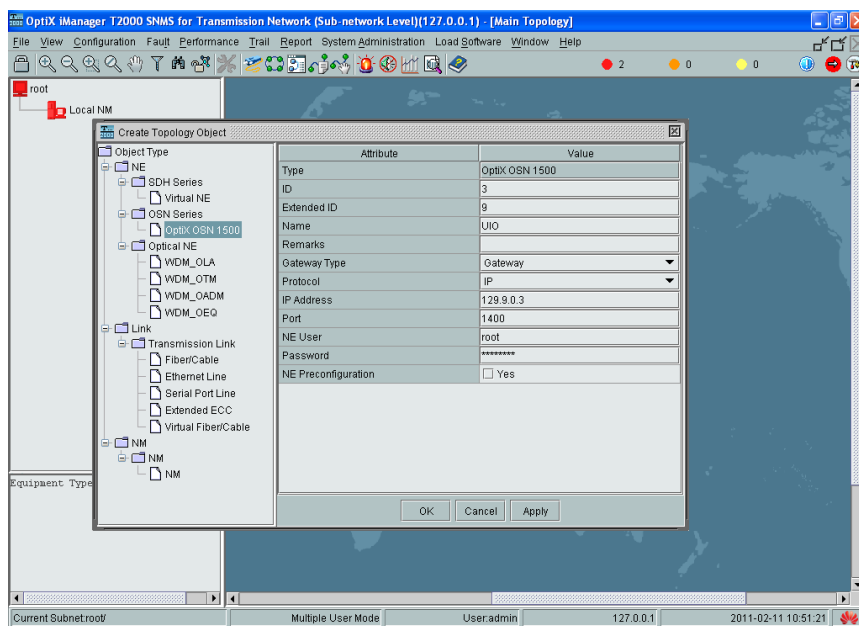 OptiX iManager T2000 SNMS for Transmission Network (Sub-network Level)(127.0.0.1) - [Main Topology]
File View Configuration Fault Performance Trail Report System Administration Load Software Window Help
2 0 0
root
Local NM
Create Topology Object
Object Type
NE
SDH Series
Virtual NE
OSN Series
OptiX OSN 1500
Optical NE
WDM_OLA
WDM_OTM
WDM_OADM
WDM_OEQ
Link
Transmission Link
Fiber/Cable
Ethernet Line
Serial Port Line
Extended ECC
Virtual Fiber/Cable
NM
NM
NM
Attribute Value
Type OptiX OSN 1500
ID 3
Extended ID 9
Name UIO
Remarks
Gateway Type Gateway
Protocol IP
IP Address 129.9.0.3
Port 1400
NE User root
Password ********
NE Preconfiguration Yes
OK Cancel Apply
Equipment Type
Current Subnet:root/ Multiple User Mode User:admin 127.0.0.1 2011-02-11 10:51:21